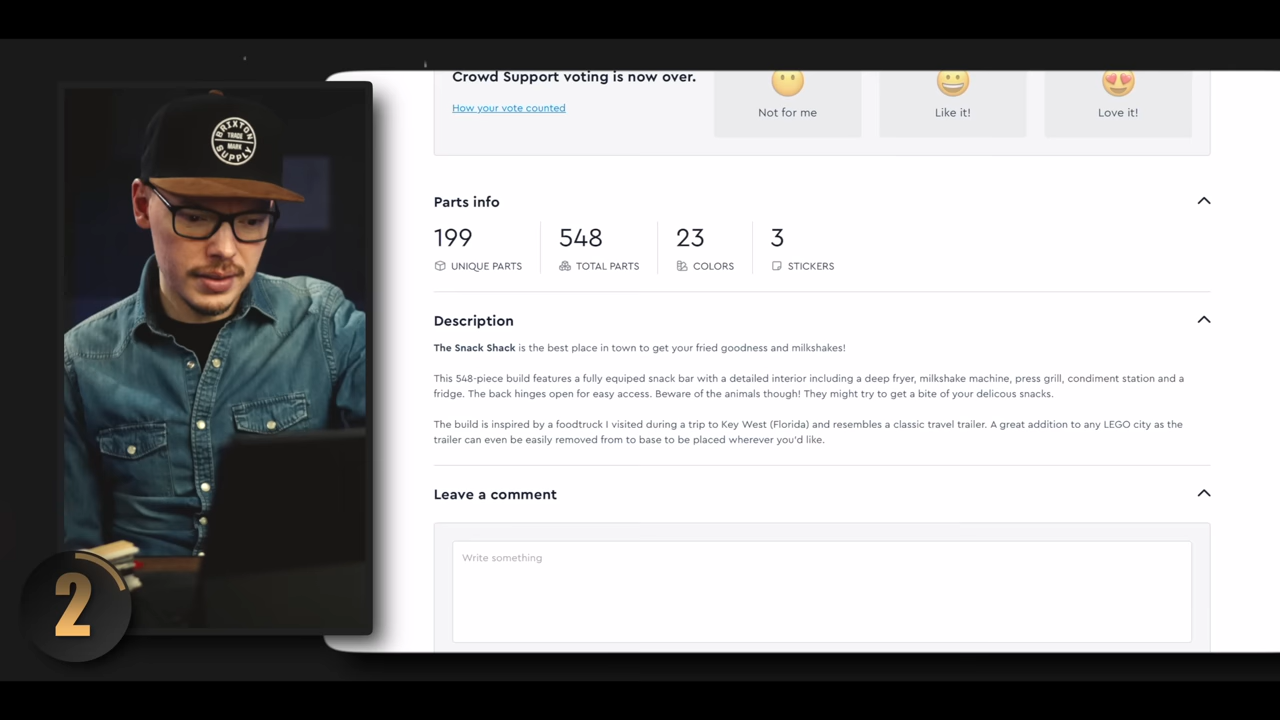 BRIXTON
TRADE
MARK
SUPPLY
2
Crowd Support voting is now over.
How your vote counted
Not for me
Like it!
Love it!
Parts info
199
548
23
3
UNIQUE PARTS
TOTAL PARTS
COLORS
STICKERS
Description
The Snack Shack is the best place in town to get your fried goodness and milkshakes!
This 548-piece build features a fully equiped snack bar with a detailed interior including a deep fryer, milkshake machine, press grill, condiment station and a
fridge. The back hinges open for easy access. Beware of the animals though! They might try to get a bite of your delicous snacks.
The build is inspired by a foodtruck I visited during a trip to Key West (Florida) and resembles a classic travel trailer. A great addition to any LEGO city as the
trailer can even be easily removed from to base to be placed wherever you'd like.
Leave a comment
Write something